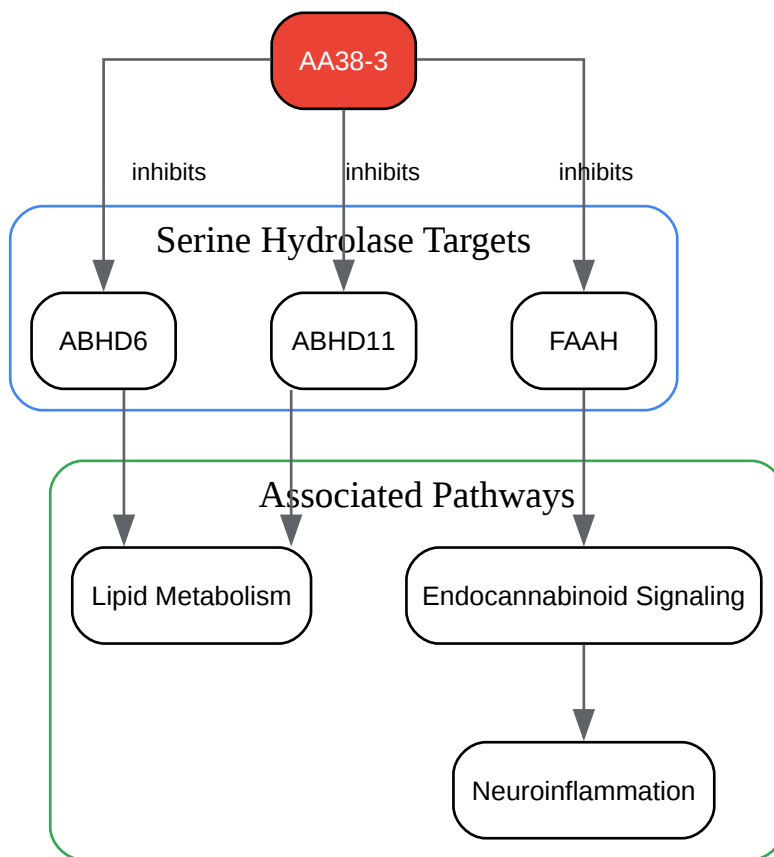 AA38-3
inhibits
inhibits
inhibits
Serine Hydrolase Targets
ABHD6
ABHD11
FAAH
Associated Pathways
Lipid Metabolism
Endocannabinoid Signaling
Neuroinflammation